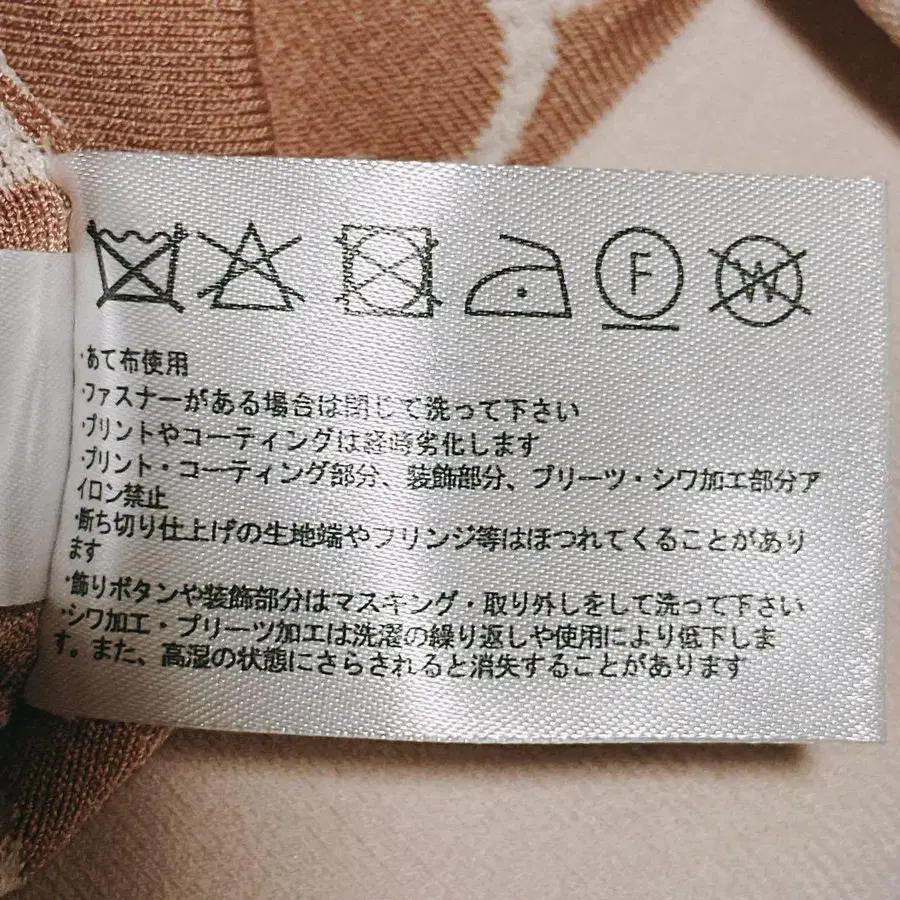 F W
・あて布使用
・ファスナーがある場合は閉じて洗って下さい
・プリントやコーティングは経時劣化します
・プリント・コーティング部分、装飾部分、プリーツ・シワ加工部分ア
イロン禁止
・断ち切り仕上げの生地端やフリンジ等はほつれてくることがあり
ます
・飾りボタンや装飾部分はマスキング・取り外しをして洗って下さい
・シワ加工・プリーツ加工は洗濯の繰り返しや使用により低下しま
す。また、高湿の状態にさらされると消失することがあります